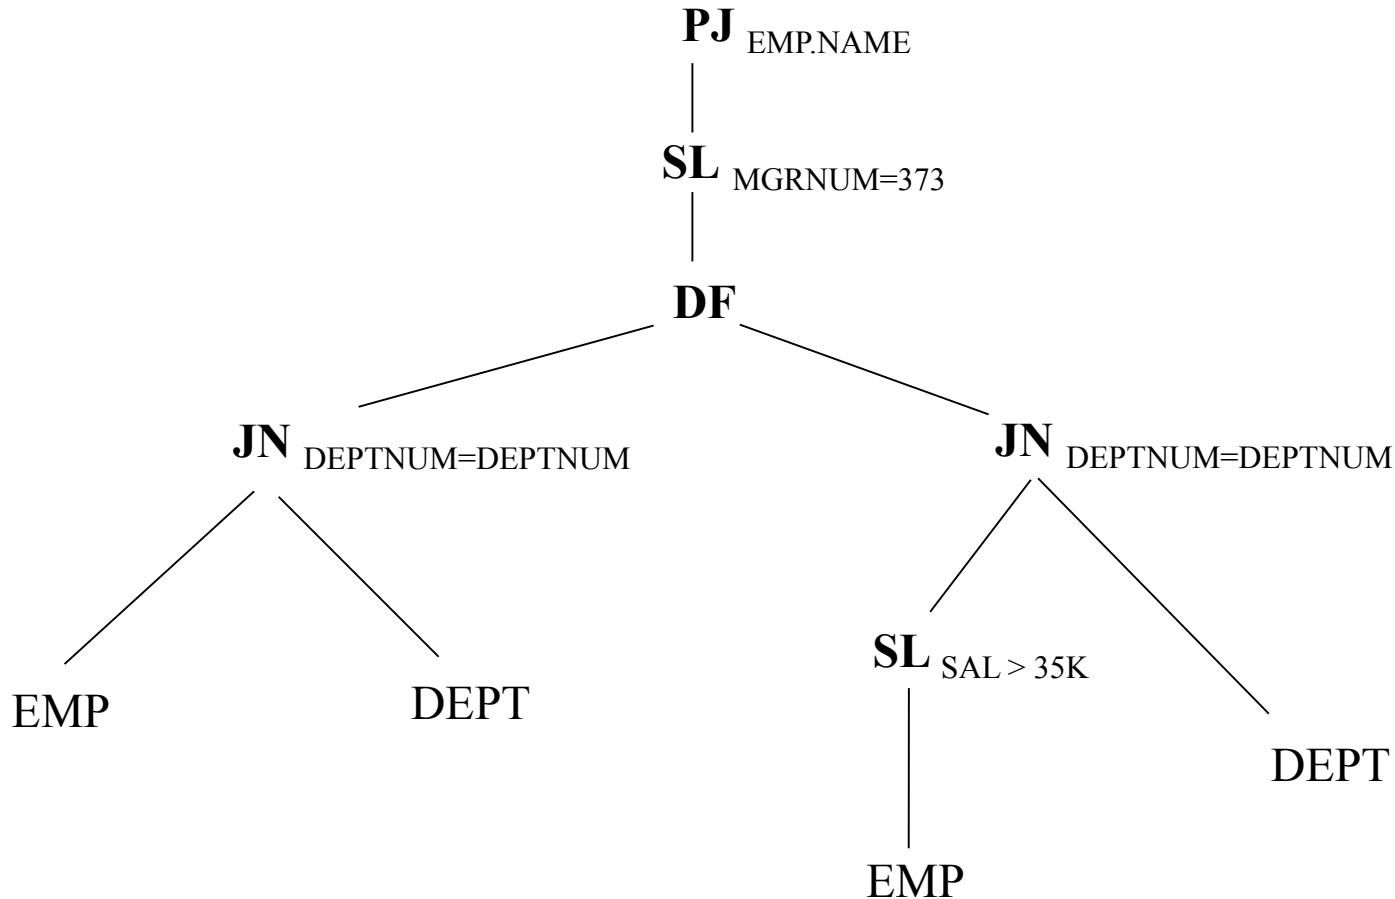 PJ EMP.NAME
SL MGRNUM=373
DF
JN DEPTNUM=DEPTNUM
JN DEPTNUM=DEPTNUM
SL SAL > 35K
EMP
DEPT
DEPT
EMP